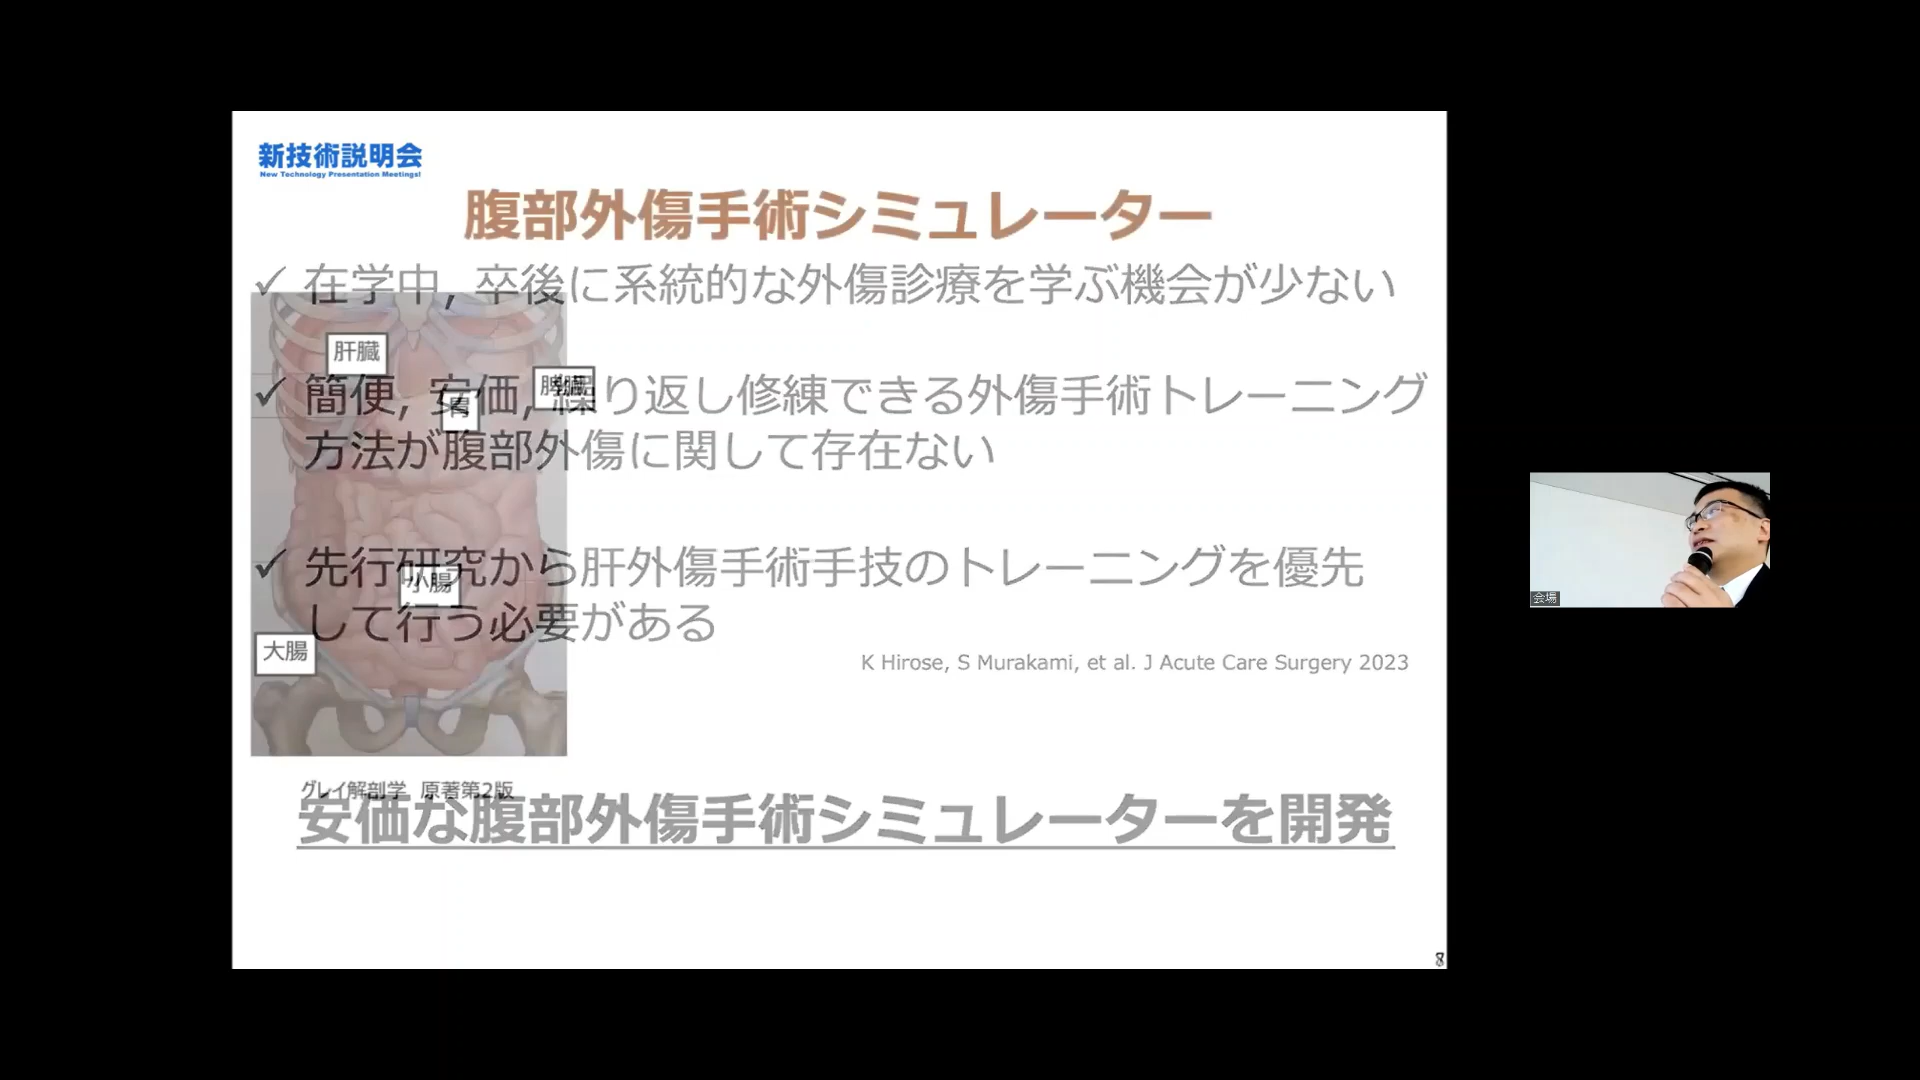 新技術説明会
New Technology Presentation Meetings!
腹部外傷手術シミュレーター
✓ 在学中, 卒後に系統的な外傷診療を学ぶ機会が少ない
肝臓
✓ 簡便, 安価, 繰り返し修練できる外傷手術トレーニング
方法が腹部外傷に関して存在ない
脾臓
胃
✓ 先行研究から肝外傷手術手技のトレーニングを優先
して行う必要がある
小腸
大腸
K Hirose, S Murakami, et al. J Acute Care Surgery 2023
グレイ解剖学 原著第2版
安価な腹部外傷手術シミュレーターを開発
会場